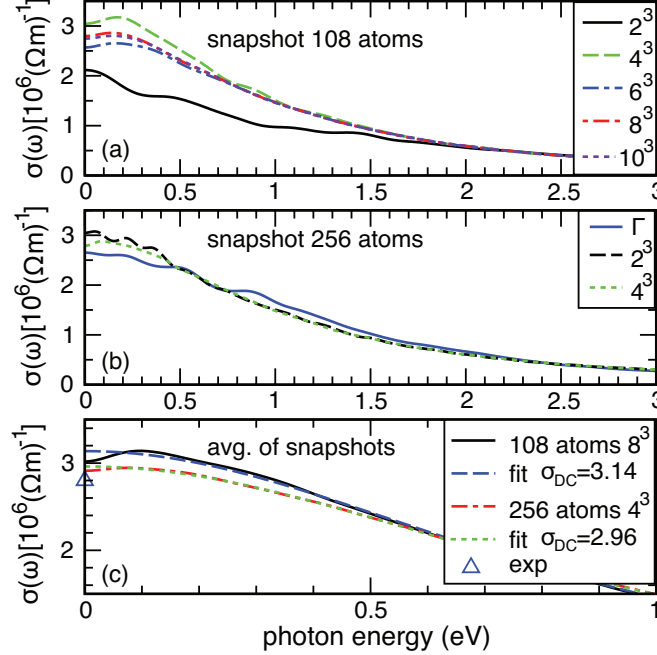 σ(ω)[10⁶(Ωm)⁻¹]
3
2
1
0
snapshot 108 atoms
(a)
2³
4³
6³
8³
10³
0 0.5 1 1.5 2 2.5 3
σ(ω)[10⁶(Ωm)⁻¹]
3
2
1
0
snapshot 256 atoms
(b)
Γ
2³
4³
0 0.5 1 1.5 2 2.5 3
σ(ω)[10⁶(Ωm)⁻¹]
3
2
avg. of snapshots
(c)
108 atoms 8³
fit σDC=3.14
256 atoms 4³
fit σDC=2.96
exp
0 0.5 1
photon energy (eV)